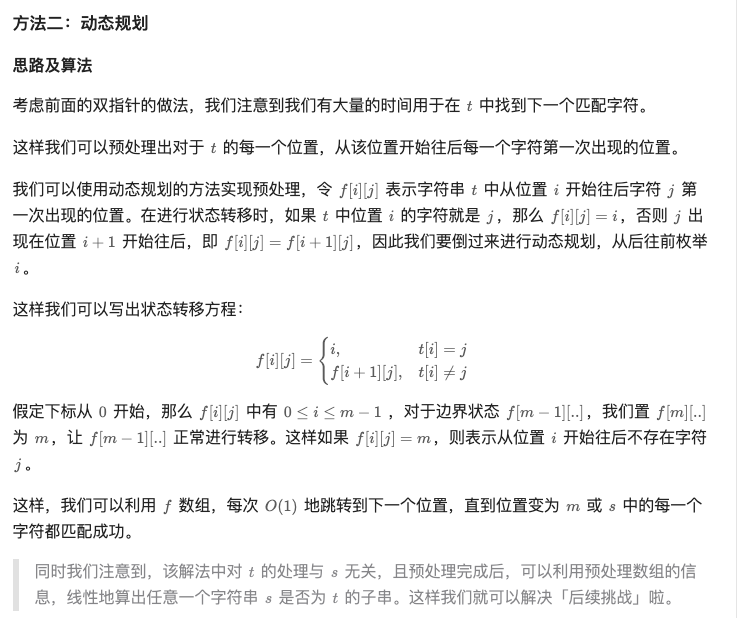 方法二：动态规划
思路及算法
考虑前面的双指针的做法，我们注意到我们有大量的时间用于在 t 中找到下一个匹配字符。
这样我们可以预处理出对于 t 的每一个位置，从该位置开始往后每一个字符第一次出现的位置。
我们可以使用动态规划的方法实现预处理，令 f[i][j] 表示字符串 t 中从位置 i 开始往后字符 j 第
一次出现的位置。在进行状态转移时，如果 t 中位置 i 的字符就是 j，那么 f[i][j] = i，否则 j 出
现在位置 i + 1 开始往后，即 f[i][j] = f[i + 1][j]，因此我们要倒过来进行动态规划，从后往前枚举
i。
这样我们可以写出状态转移方程：
f[i][j] = { i, t[i] = j
f[i + 1][j], t[i] ≠ j
假定下标从 0 开始，那么 f[i][j] 中有 0 ≤ i ≤ m − 1 ，对于边界状态 f[m − 1][..]，我们置 f[m][..]
为 m，让 f[m − 1][..] 正常进行转移。这样如果 f[i][j] = m，则表示从位置 i 开始往后不存在字符
j。
这样，我们可以利用 f 数组，每次 O(1) 地跳转到下一个位置，直到位置变为 m 或 s 中的每一个
字符都匹配成功。
同时我们注意到，该解法中对 t 的处理与 s 无关，且预处理完成后，可以利用预处理数组的信
息，线性地算出任意一个字符串 s 是否为 t 的子串。这样我们就可以解决「后续挑战」啦。